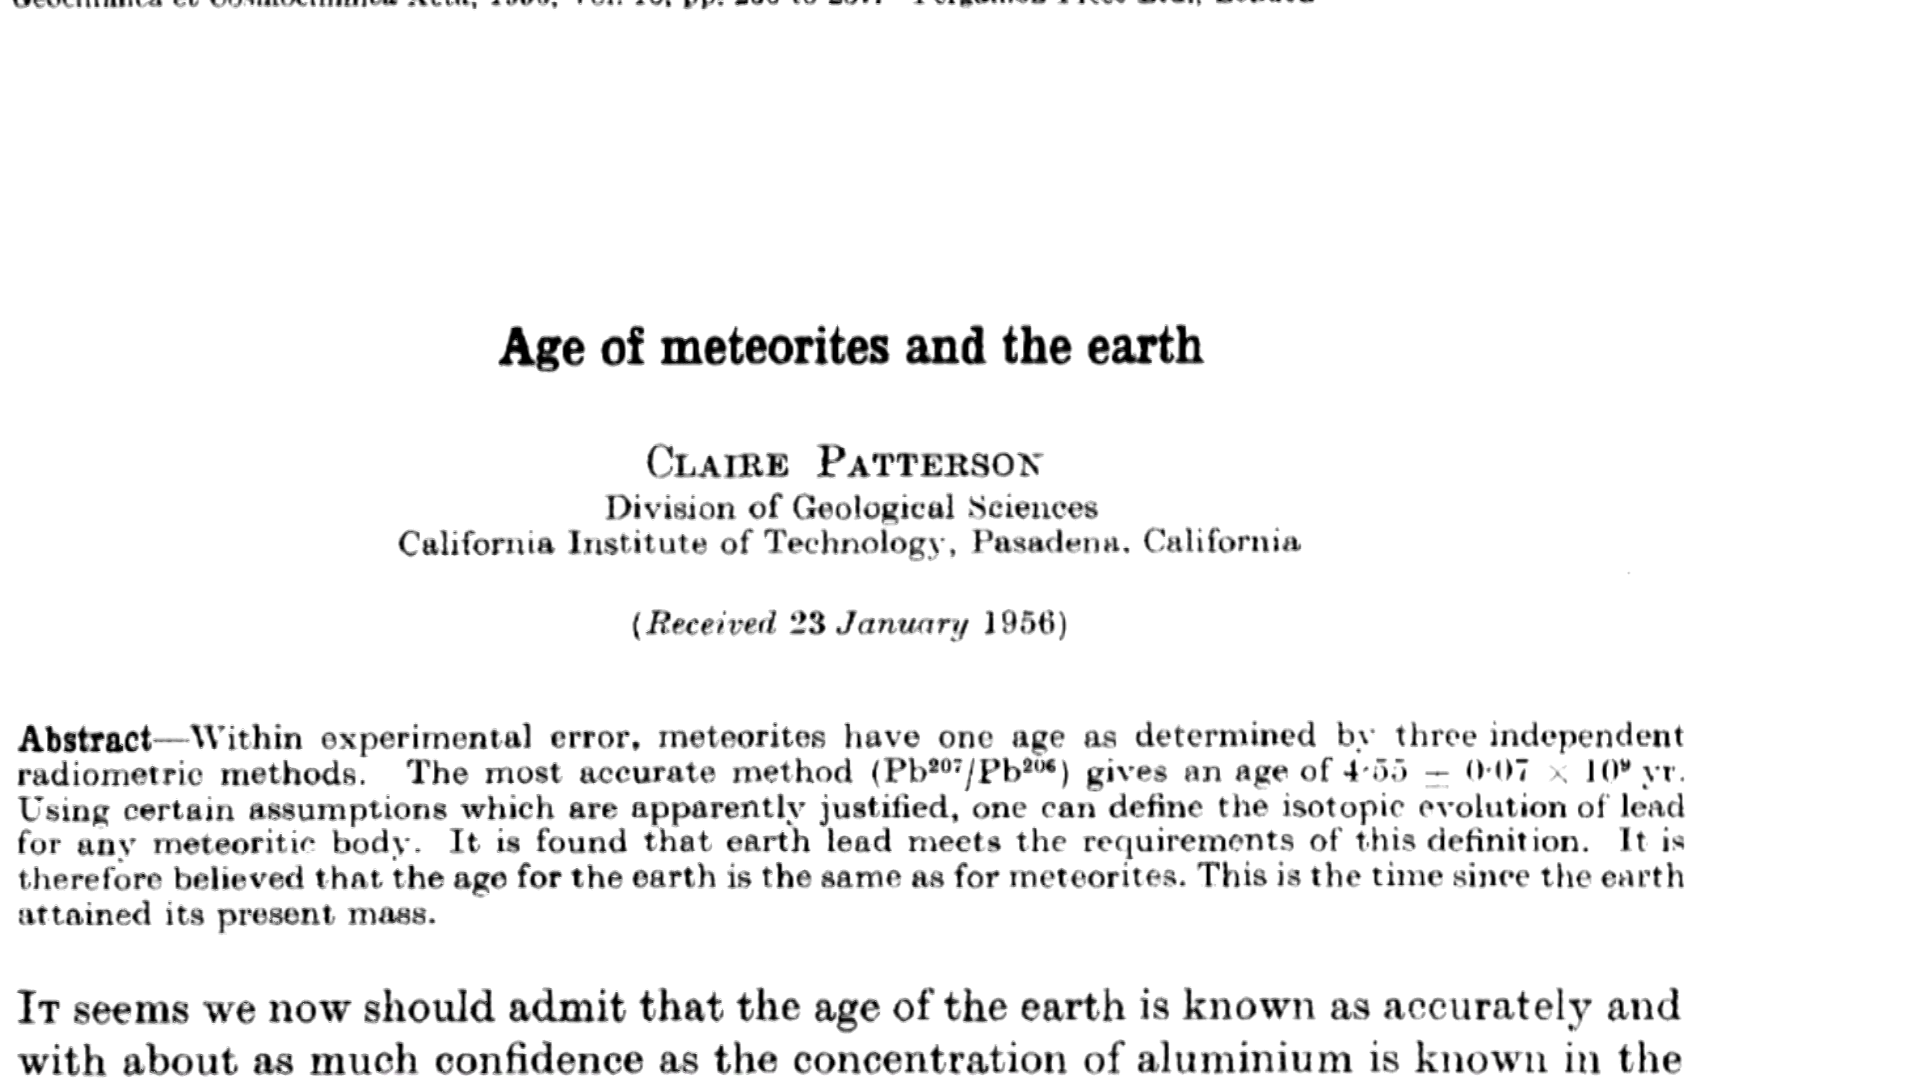 Age of meteorites and the earth
CLAIRE PATTERSON
Division of Geological Sciences
California Institute of Technology, Pasadena, California
(Received 23 January 1956)
Abstract—Within experimental error, meteorites have one age as determined by three independent
radiometric methods. The most accurate method (Pb²⁰⁷/Pb²⁰⁶) gives an age of 4·55 ± 0·07 × 10⁹ yr.
Using certain assumptions which are apparently justified, one can define the isotopic evolution of lead
for any meteoritic body. It is found that earth lead meets the requirements of this definition. It is
therefore believed that the age for the earth is the same as for meteorites. This is the time since the earth
attained its present mass.
IT seems we now should admit that the age of the earth is known as accurately and
with about as much confidence as the concentration of aluminium is known in the